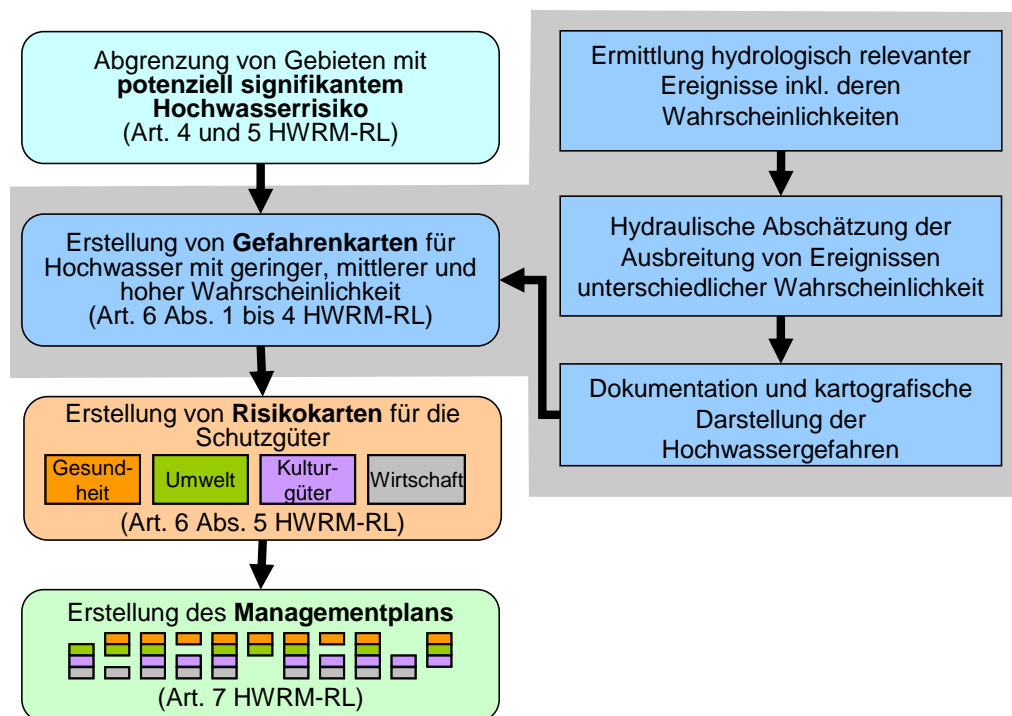 Abgrenzung von Gebieten mit
potenziell signifikantem
Hochwasserrisiko
(Art. 4 und 5 HWRM-RL)
Erstellung von Gefahrenkarten für
Hochwasser mit geringer, mittlerer und
hoher Wahrscheinlichkeit
(Art. 6 Abs. 1 bis 4 HWRM-RL)
Erstellung von Risikokarten für die
Schutzgüter
Gesund-
heit
Umwelt
Kultur-
güter
Wirtschaft
(Art. 6 Abs. 5 HWRM-RL)
Erstellung des Managementplans
(Art. 7 HWRM-RL)
Ermittlung hydrologisch relevanter
Ereignisse inkl. deren
Wahrscheinlichkeiten
Hydraulische Abschätzung der
Ausbreitung von Ereignissen
unterschiedlicher Wahrscheinlichkeit
Dokumentation und kartografische
Darstellung der
Hochwassergefahren